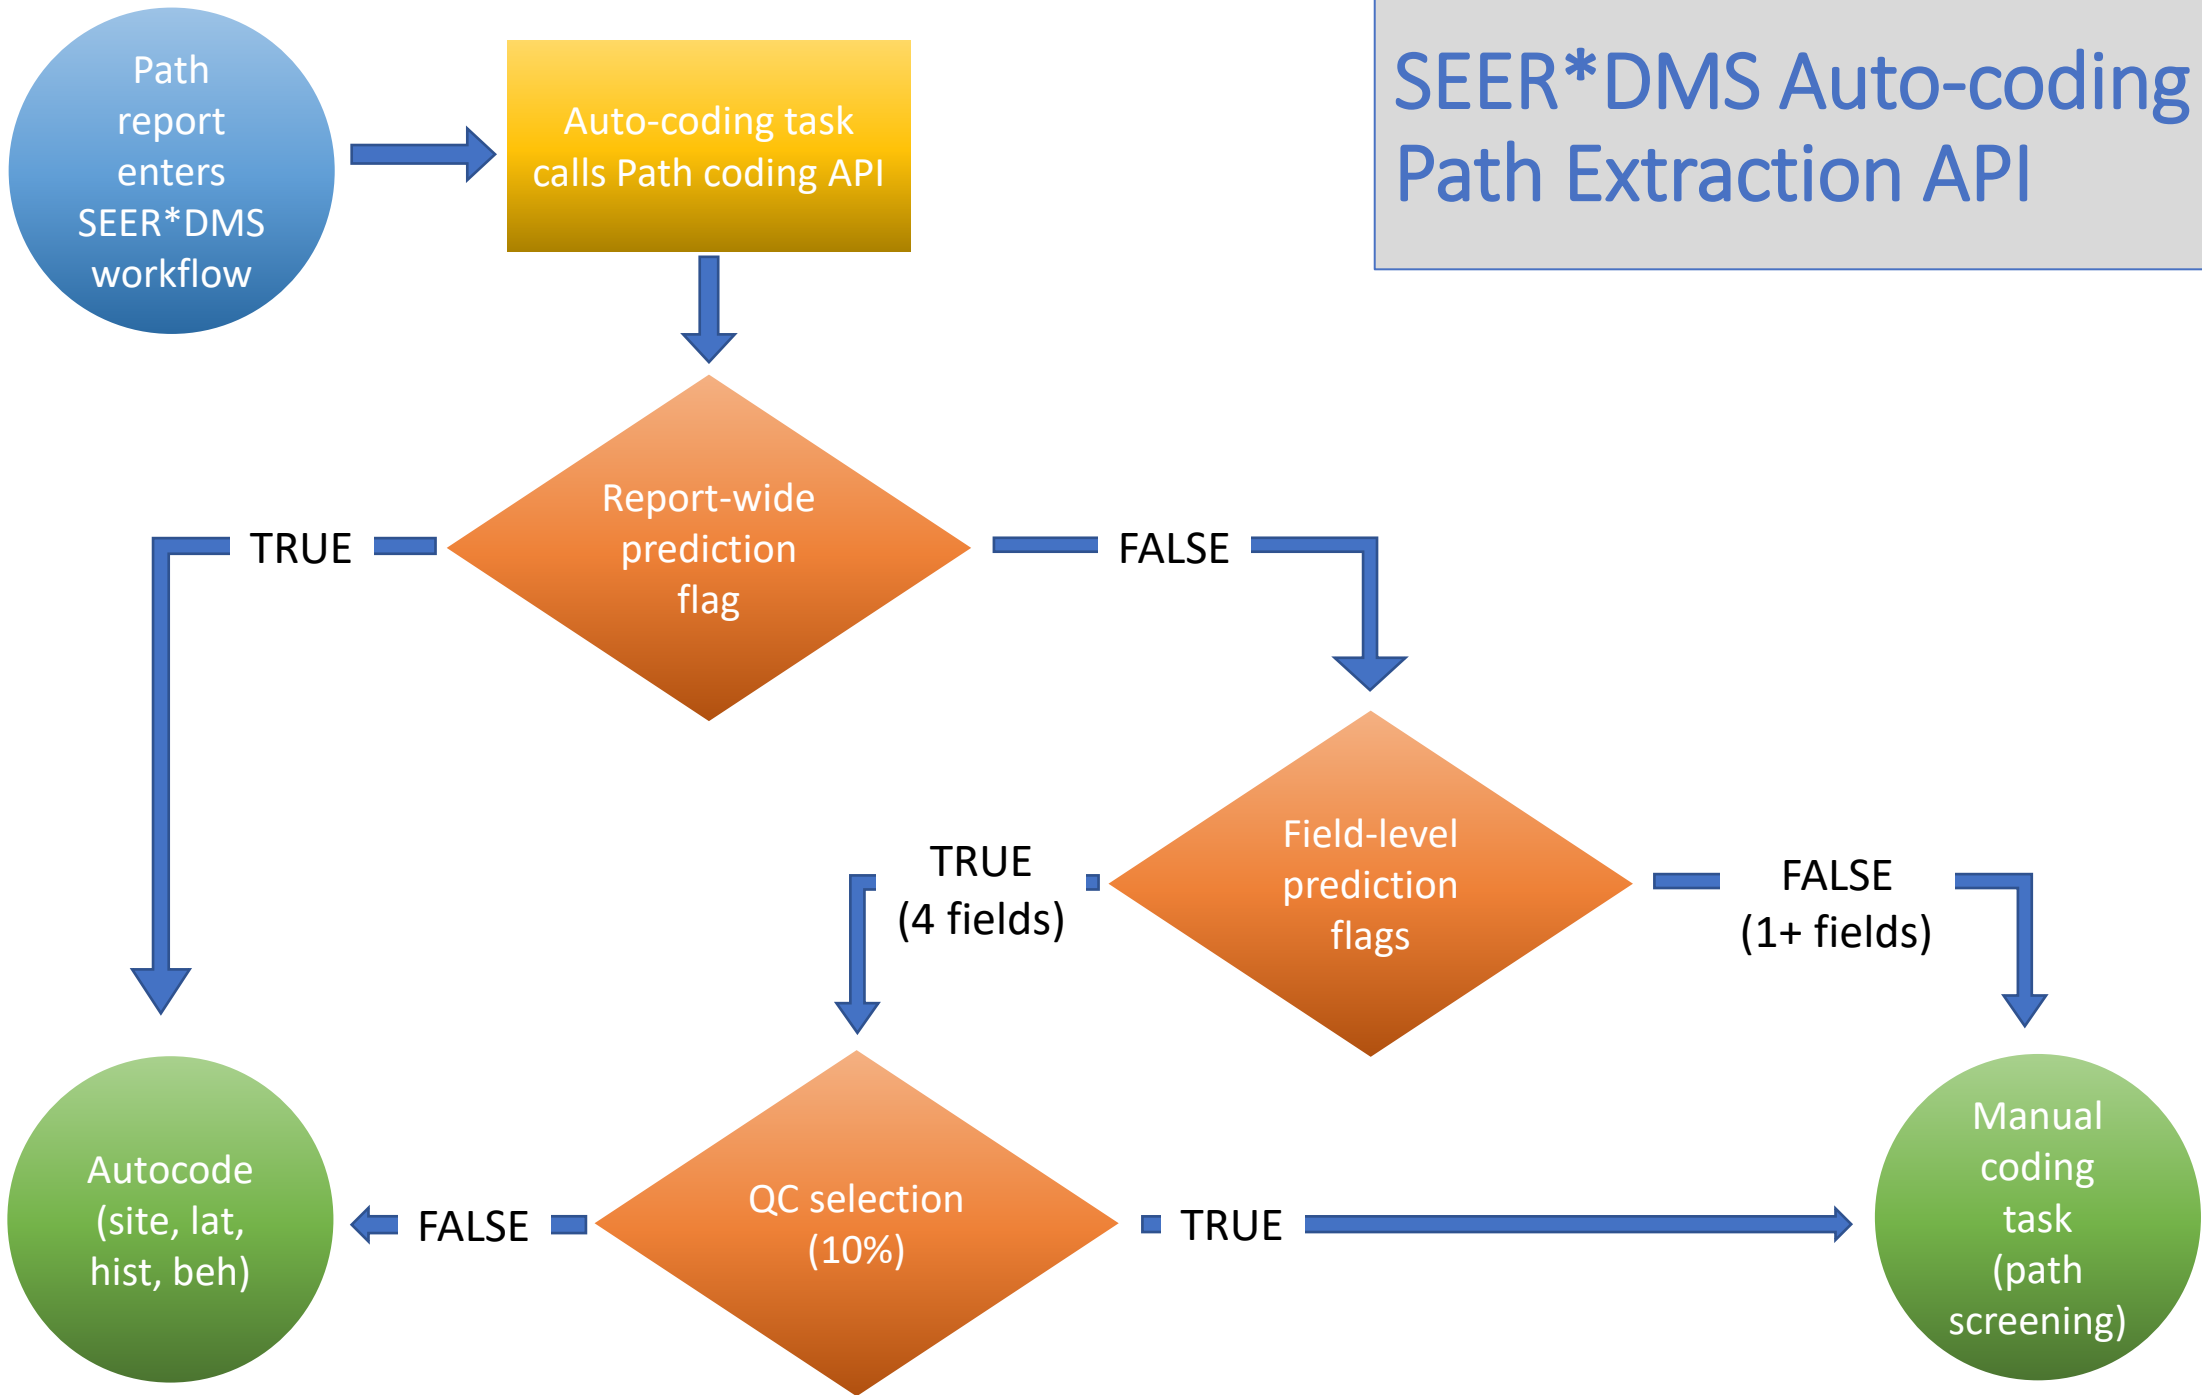 SEER*DMS Auto-coding
Path Extraction API
Path
report
enters
SEER*DMS
workflow
Auto-coding task
calls Path coding API
Report-wide
prediction
flag
TRUE
FALSE
Field-level
prediction
flags
TRUE
(4 fields)
FALSE
(1+ fields)
QC selection
(10%)
FALSE
TRUE
Autocode
(site, lat,
hist, beh)
Manual
coding
task
(path
screening)